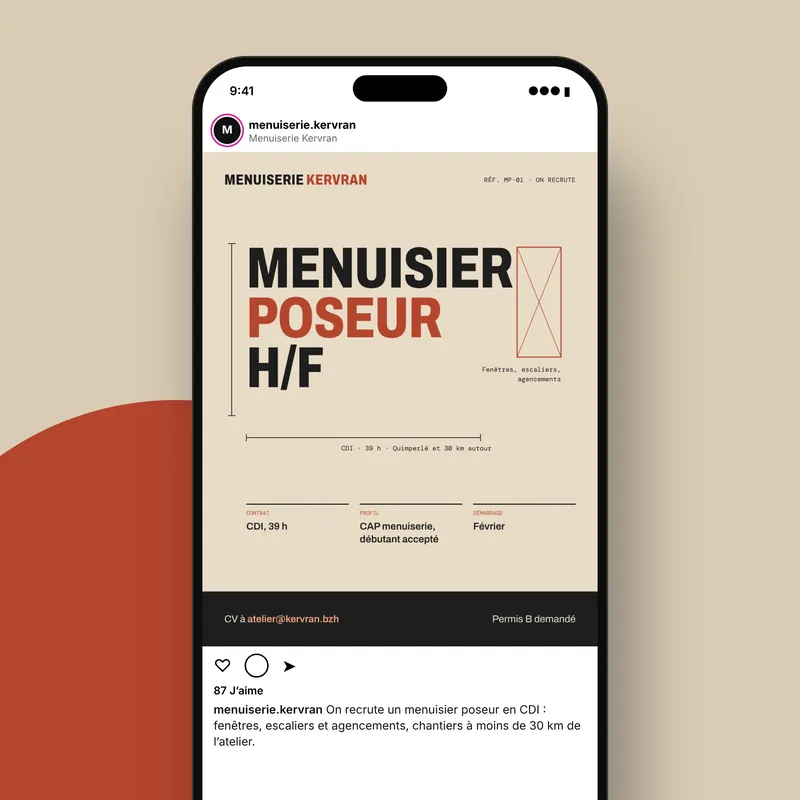 9:41
M
menuiserie.kervran
Menuiserie Kervran
MENUISERIE KERVRAN
RÉF. MP-01 · ON RECRUTE
MENUISIER
POSEUR
H/F
Fenêtres, escaliers,
agencements
CDI · 39 h · Quimperlé et 30 km autour
CONTRAT
CDI, 39 h
PROFIL
CAP menuiserie,
débutant accepté
DÉMARRAGE
Février
CV à atelier@kervran.bzh
Permis B demandé
87 J’aime
menuiserie.kervran On recrute un menuisier poseur en CDI :
fenêtres, escaliers et agencements, chantiers à moins de 30 km de
l’atelier.